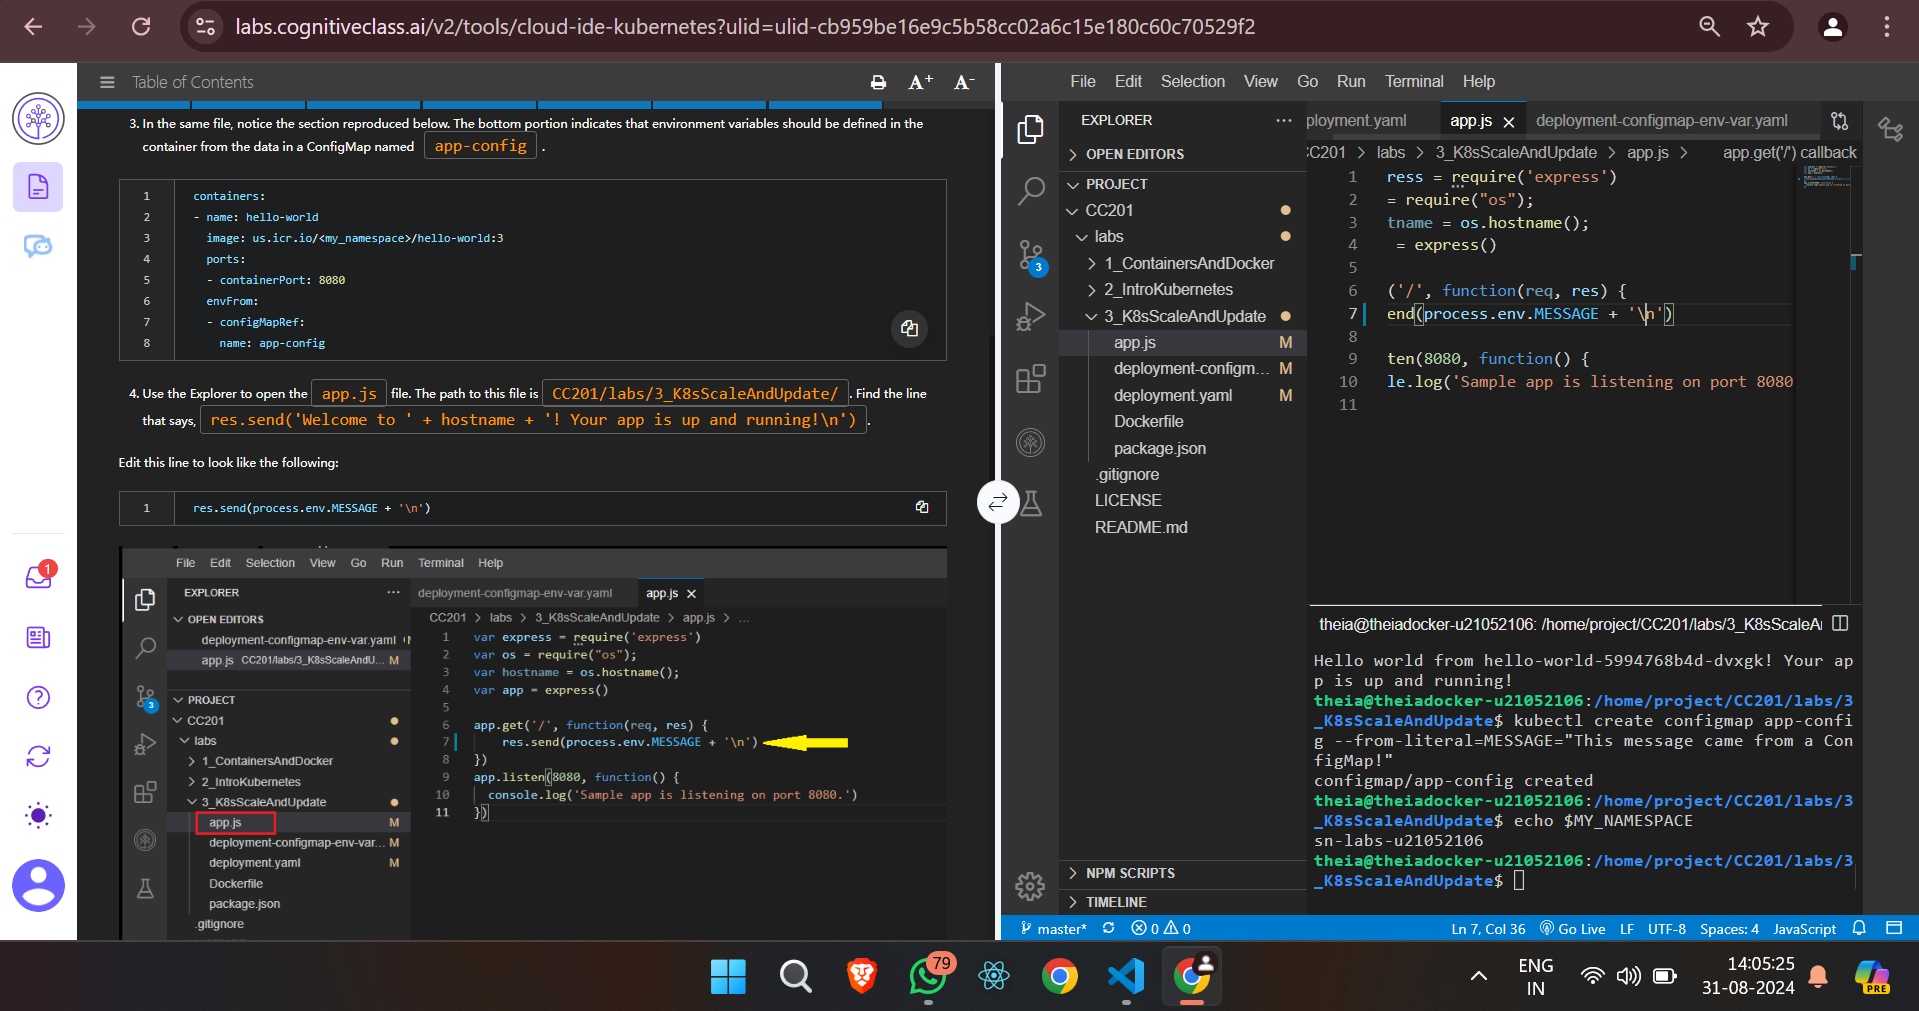 labs.cognitiveclass.ai/v2/tools/cloud-ide-kubernetes?ulid=ulid-cb959be16e9c5b58cc02a6c15e180c60c70529f2
Table of Contents
A+ A-
3. In the same file, notice the section reproduced below. The bottom portion indicates that environment variables should be defined in the
container from the data in a ConfigMap named app-config .
1 containers:
2 - name: hello-world
3 image: us.icr.io/<my_namespace>/hello-world:3
4 ports:
5 - containerPort: 8080
6 envFrom:
7 - configMapRef:
8 name: app-config
4. Use the Explorer to open the app.js file. The path to this file is CC201/labs/3_K8sScaleAndUpdate/ . Find the line
that says, res.send('Welcome to ' + hostname + '! Your app is up and running!\n') .
Edit this line to look like the following:
1 res.send(process.env.MESSAGE + '\n')
File Edit Selection View Go Run Terminal Help
EXPLORER ···
OPEN EDITORS
deployment-configmap-env-var.yaml
app.js CC201/labs/3_K8sScaleAndU... M
PROJECT
CC201
labs
1_ContainersAndDocker
2_IntroKubernetes
3_K8sScaleAndUpdate
app.js M
deployment-configmap-env-var... M
deployment.yaml M
Dockerfile
package.json
.gitignore
3
deployment-configmap-env-var.yaml
app.js
CC201 > labs > 3_K8sScaleAndUpdate > app.js > ...
1 var express = require('express')
2 var os = require("os");
3 var hostname = os.hostname();
4 var app = express()
5
6 app.get('/', function(req, res) {
7 res.send(process.env.MESSAGE + '\n')
8 })
9 app.listen(8080, function() {
10 console.log('Sample app is listening on port 8080.')
11 })
1
File Edit Selection View Go Run Terminal Help
EXPLORER ···
OPEN EDITORS
PROJECT
CC201
labs
1_ContainersAndDocker
2_IntroKubernetes
3_K8sScaleAndUpdate
app.js M
deployment-configm... M
deployment.yaml M
Dockerfile
package.json
.gitignore
LICENSE
README.md
NPM SCRIPTS
TIMELINE
3
ployment.yaml app.js deployment-configmap-env-var.yaml
CC201 > labs > 3_K8sScaleAndUpdate > app.js > app.get('/') callback
1 ress = require('express')
2 = require("os");
3 tname = os.hostname();
4 = express()
5
6 ('/', function(req, res) {
7 end(process.env.MESSAGE + '\n')
8
9 ten(8080, function() {
10 le.log('Sample app is listening on port 8080
11
theia@theiadocker-u21052106: /home/project/CC201/labs/3_K8sScaleA
Hello world from hello-world-5994768b4d-dvxgk! Your ap
p is up and running!
theia@theiadocker-u21052106:/home/project/CC201/labs/3
_K8sScaleAndUpdate$ kubectl create configmap app-confi
g --from-literal=MESSAGE="This message came from a Con
figMap!"
configmap/app-config created
theia@theiadocker-u21052106:/home/project/CC201/labs/3
_K8sScaleAndUpdate$ echo $MY_NAMESPACE
sn-labs-u21052106
theia@theiadocker-u21052106:/home/project/CC201/labs/3
_K8sScaleAndUpdate$
master* 0 0 Ln 7, Col 36 Go Live LF UTF-8 Spaces: 4 JavaScript
79
ENG
IN
14:05:25
31-08-2024
PRE